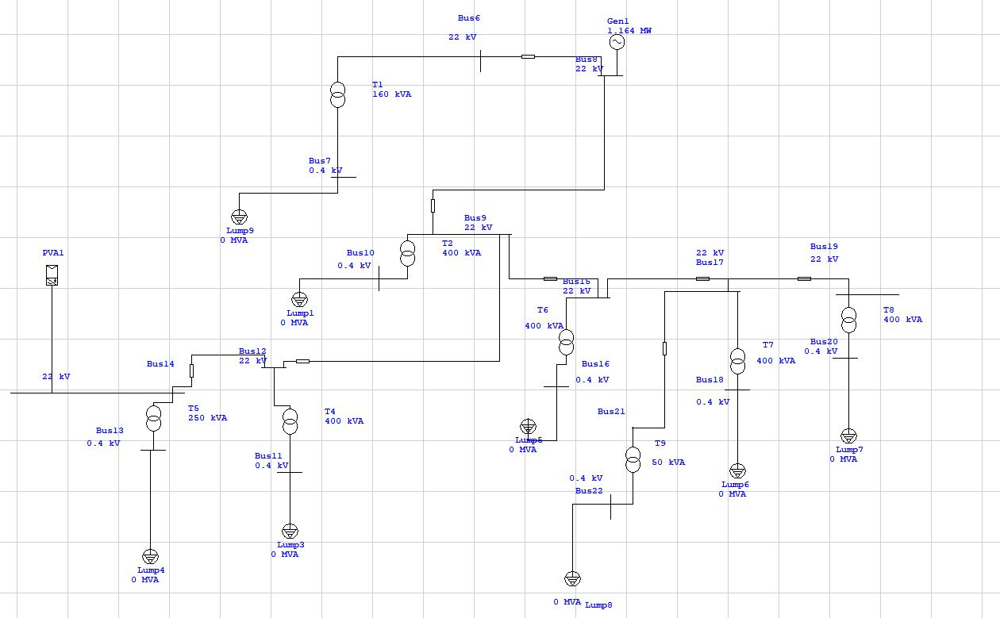 Bus6
22 kV
Gen1
1.164 MW
Bus8
22 kV
T1
160 kVA
Bus7
0.4 kV
Lump9
0 MVA
Bus9
22 kV
T2
400 kVA
Bus10
0.4 kV
Lump1
0 MVA
PVA1
22 kV
Bus17
Bus19
22 kV
Bus15
22 kV
T6
400 kVA
T8
400 kVA
Bus20
0.4 kV
T7
400 kVA
Bus12
22 kV
Bus14
22 kV
Bus16
0.4 kV
Bus18
0.4 kV
T5
250 kVA
T4
400 kVA
Bus21
Bus13
0.4 kV
Lump5
0 MVA
T9
50 kVA
Lump7
0 MVA
Bus11
0.4 kV
0.4 kV
Bus22
Lump6
0 MVA
Lump3
0 MVA
Lump4
0 MVA
0 MVA Lump8